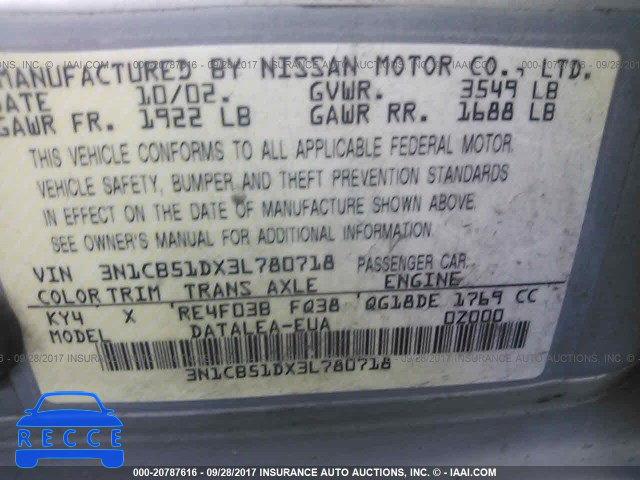 MANUFACTURED BY NISSAN MOTOR CO., LTD.
DATE 10/02. GVWR. 3549 LB
GAWR FR. 1922 LB GAWR RR. 1688 LB
THIS VEHICLE CONFORMS TO ALL APPLICABLE FEDERAL MOTOR
VEHICLE SAFETY, BUMPER AND THEFT PREVENTION STANDARDS
IN EFFECT ON THE DATE OF MANUFACTURE SHOWN ABOVE.
SEE OWNER'S MANUAL FOR ADDITIONAL INFORMATION
VIN 3N1CB51DX3L780718 PASSENGER CAR
COLOR TRIM TRANS AXLE ENGINE
KY4 X RE4F03B FQ38 QG18DE 1769 CC
MODEL DATALEA-EUA 0Z000
3N1CB51DX3L780718
000-20787616 - 09/28/2017 INSURANCE AUTO AUCTIONS, INC. - IAAI.COM
RECCE